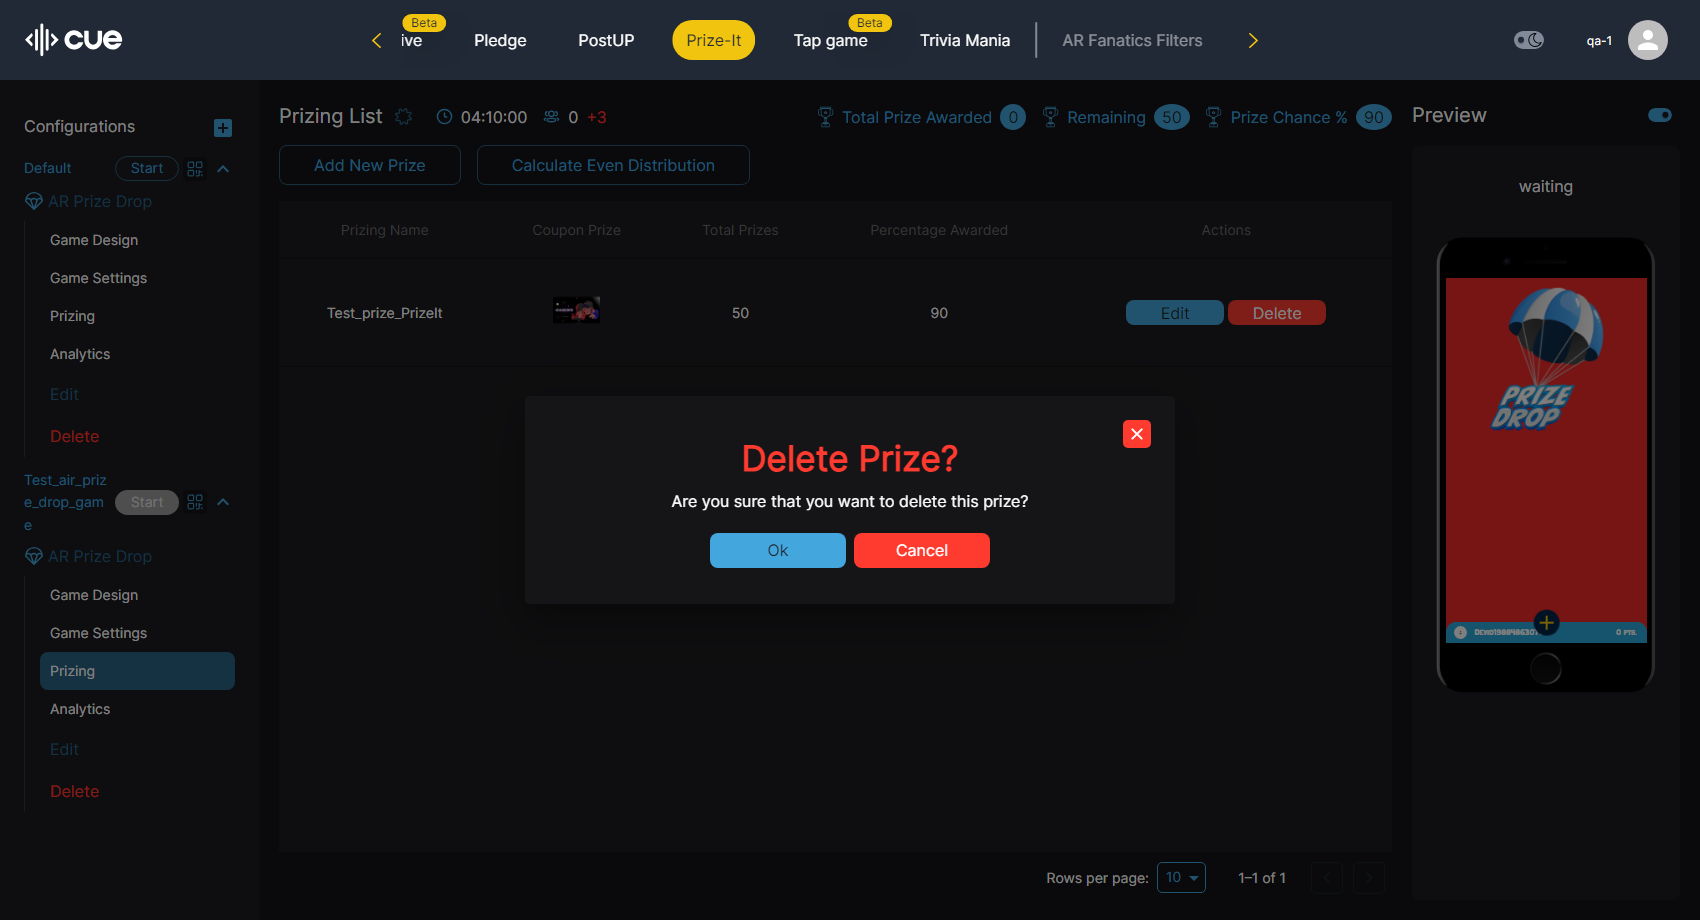 cue
Beta
ive
Pledge
PostUP
Prize-It
Beta
Tap game
Trivia Mania
AR Fanatics Filters
qa-1
Configurations
Default
Start
AR Prize Drop
Game Design
Game Settings
Prizing
Analytics
Edit
Delete
Test_air_priz
e_drop_gam
e
Start
AR Prize Drop
Game Design
Game Settings
Prizing
Analytics
Edit
Delete
Prizing List
04:10:00
0
+3
Total Prize Awarded 0
Remaining 50
Prize Chance % 90
Add New Prize
Calculate Even Distribution
Prizing Name
Coupon Prize
Total Prizes
Percentage Awarded
Actions
Test_prize_PrizeIt
50
90
Edit
Delete
Delete Prize?
Are you sure that you want to delete this prize?
Ok
Cancel
Rows per page:
10
1–1 of 1
Preview
waiting
PRIZE
DROP
0 PTS.